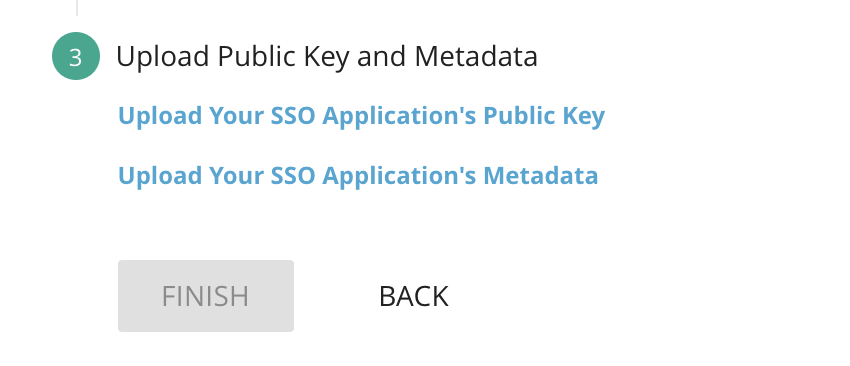 3 Upload Public Key and Metadata
Upload Your SSO Application's Public Key
Upload Your SSO Application's Metadata
FINISH BACK